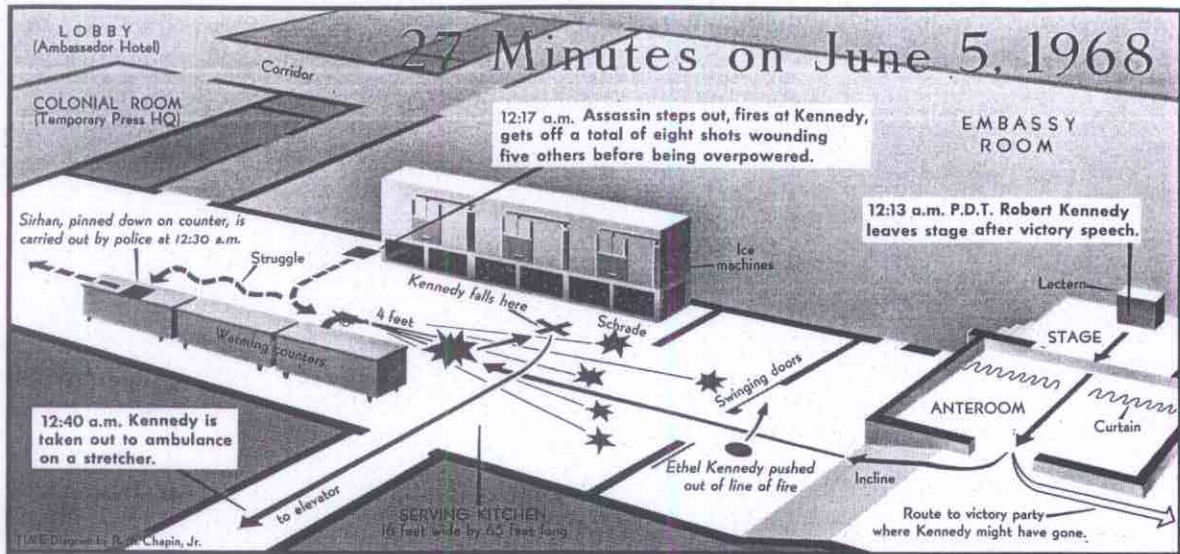 27 Minutes on June 5, 1968
LOBBY
(Ambassador Hotel)
Corridor
COLONIAL ROOM
(Temporary Press HQ)
12:17 a.m. Assassin steps out, fires at Kennedy,
gets off a total of eight shots wounding
five others before being overpowered.
EMBASSY
ROOM
Sirhan, pinned down on counter, is
carried out by police at 12:30 a.m.
Struggle
12:13 a.m. P.D.T. Robert Kennedy
leaves stage after victory speech.
Ice
machines
Kennedy falls here
Lectern
4 feet
Schrade
STAGE
Warming counters
Swinging doors
ANTEROOM
Curtain
12:40 a.m. Kennedy is
taken out to ambulance
on a stretcher.
Ethel Kennedy pushed
out of line of fire
Incline
to elevator
SERVING KITCHEN
16 feet wide by 65 feet long
Route to victory party
where Kennedy might have gone.
TIME Diagram by R. M. Chapin, Jr.